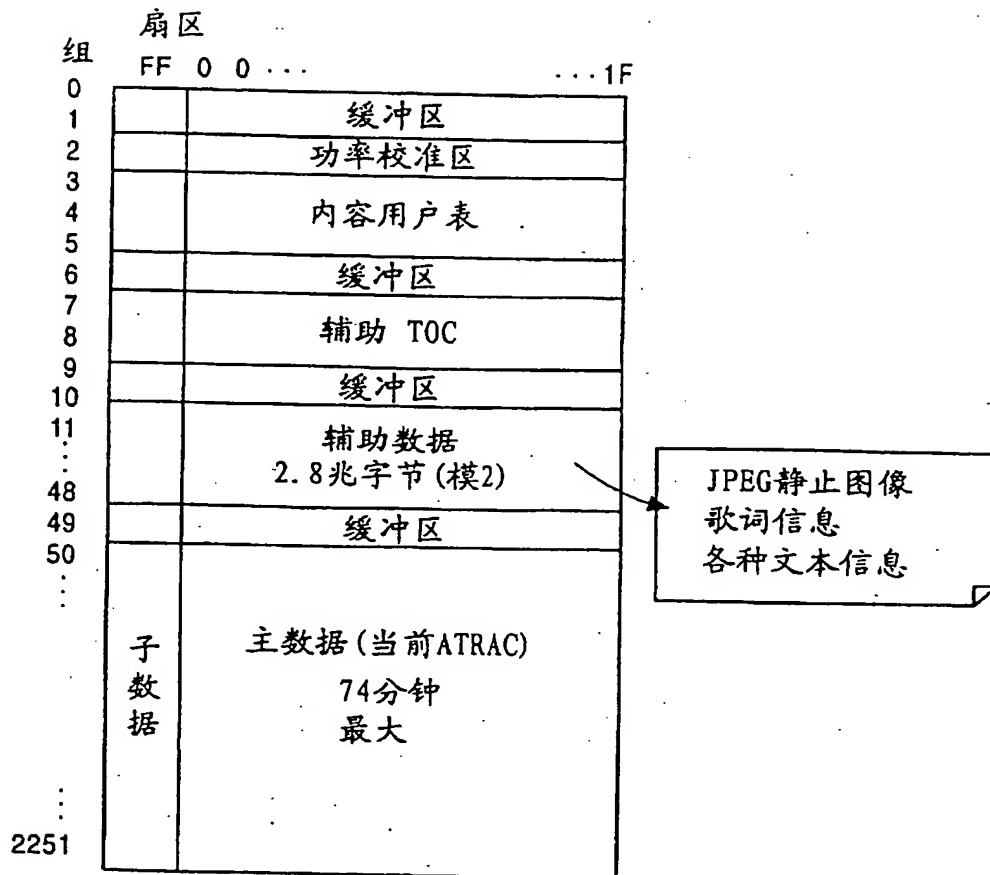 扇区
组
FF 0 0 ··· ··· 1F
0
1 缓冲区
2 功率校准区
3
4 内容用户表
5
6 缓冲区
7
8 辅助 TOC
9
10 缓冲区
11 辅助数据
⋮ 2.8兆字节(模2)
48
49 缓冲区
50
⋮
JPEG静止图像
歌词信息
各种文本信息
子数据
主数据(当前ATRAC)
74分钟
最大
⋮
2251